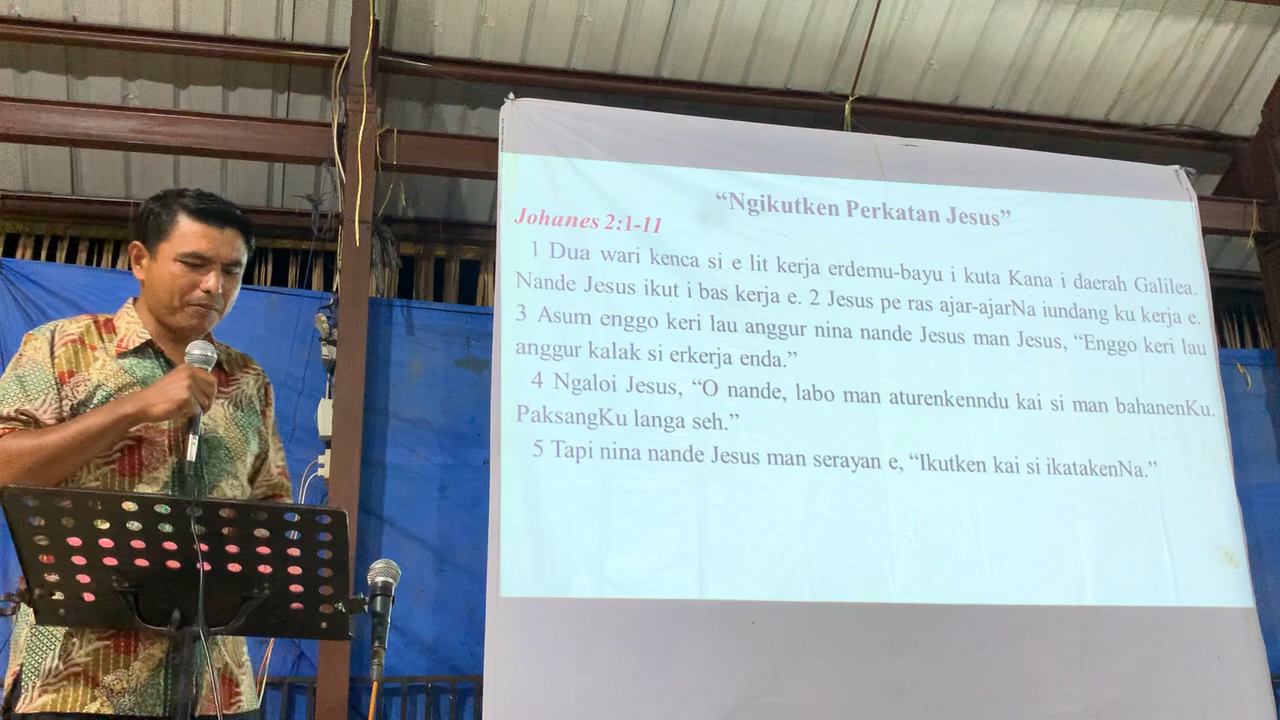 “Ngikutken Perkatan Jesus”
Johanes 2:1-11
1 Dua wari kenca si e lit kerja erdemu-bayu i kuta Kana i daerah Galilea.
Nande Jesus ikut i bas kerja e. 2 Jesus pe ras ajar-ajarNa iundang ku kerja e.
3 Asum enggo keri lau anggur nina nande Jesus man Jesus, “Enggo keri lau
anggur kalak si erkerja enda.”
4 Ngaloi Jesus, “O nande, labo man aturenkenndu kai si man bahanenKu.
PaksangKu langa seh.”
5 Tapi nina nande Jesus man serayan e, “Ikutken kai si ikatakenNa.”